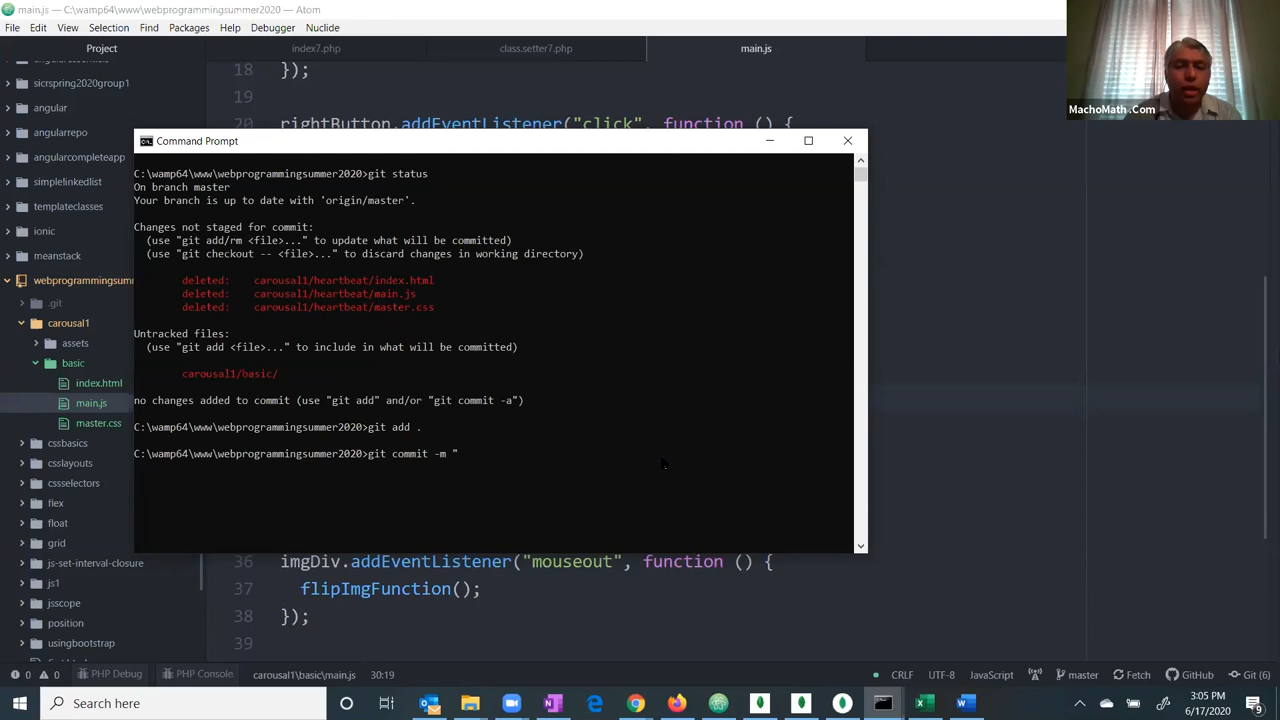 main.js — C:\wamp64\www\webprogrammingsummer2020 — Atom
File Edit View Selection Find Packages Help Debugger Nuclide
Project
index7.php
class.setter7.php
main.js
sicrspring2020group1
angular
angularrepo
angularcompleteapp
simplelinkedlist
templateclasses
ionic
meanstack
webprogrammingsumm
.git
carousal1
assets
basic
index.html
main.js
master.css
cssbasics
csslayouts
cssselectors
flex
float
grid
js-set-interval-closure
js1
jsscope
position
usingbootstrap
18 });
19
20 rightButton.addEventListener("click", function () {
Command Prompt
C:\wamp64\www\webprogrammingsummer2020>git status
On branch master
Your branch is up to date with 'origin/master'.
Changes not staged for commit:
(use "git add/rm <file>..." to update what will be committed)
(use "git checkout -- <file>..." to discard changes in working directory)
deleted: carousal1/heartbeat/index.html
deleted: carousal1/heartbeat/main.js
deleted: carousal1/heartbeat/master.css
Untracked files:
(use "git add <file>..." to include in what will be committed)
carousal1/basic/
no changes added to commit (use "git add" and/or "git commit -a")
C:\wamp64\www\webprogrammingsummer2020>git add .
C:\wamp64\www\webprogrammingsummer2020>git commit -m "
36 imgDiv.addEventListener("mouseout", function () {
37 flipImgFunction();
38 });
39
MachoMath.Com
0 0 PHP Debug PHP Console carousal1\basic\main.js 30:19
CRLF UTF-8 JavaScript master Fetch GitHub Git (6)
Search here
3:05 PM
6/17/2020
9